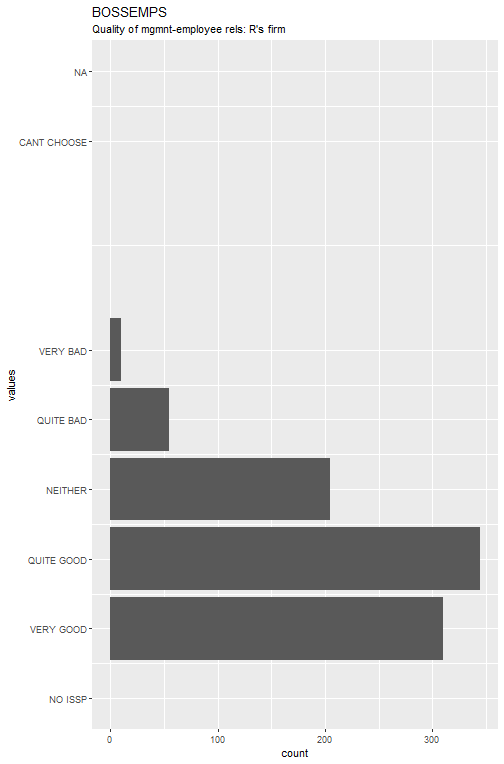 BOSSEMPS
Quality of mgmnt-employee rels: R's firm
NA
CANT CHOOSE
VERY BAD
QUITE BAD
NEITHER
QUITE GOOD
VERY GOOD
NO ISSP
values
0 100 200 300
count